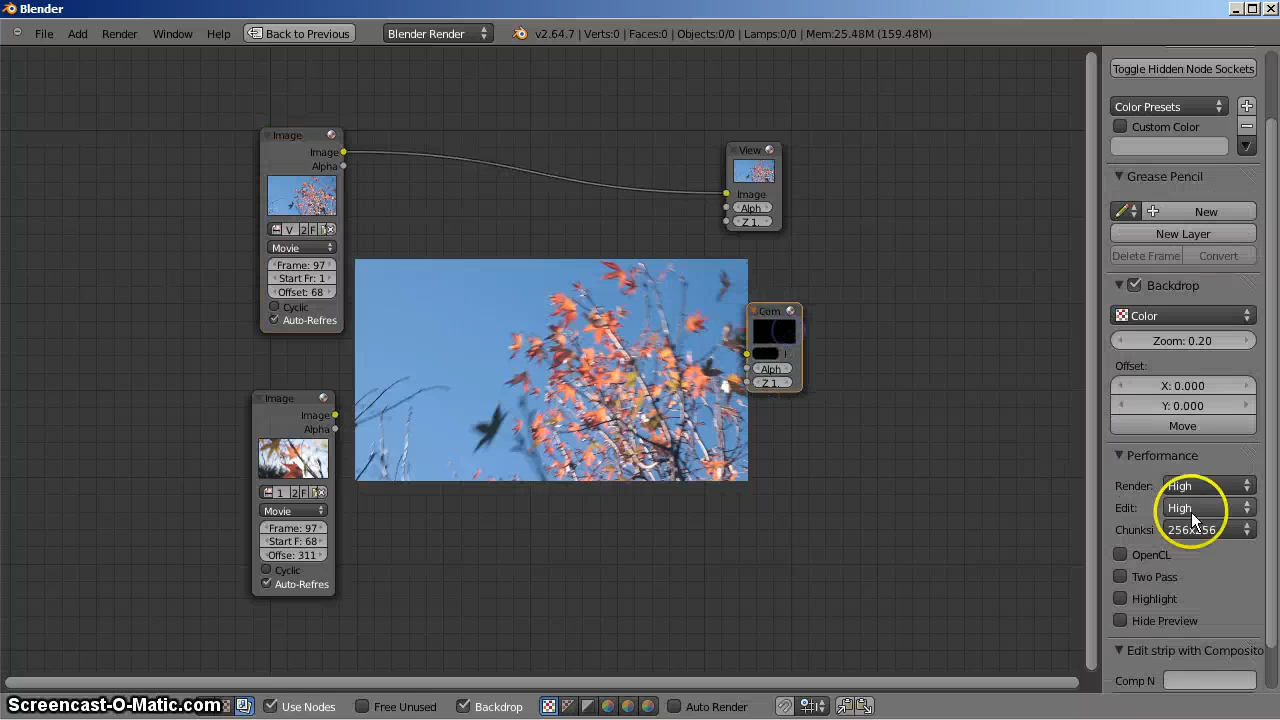 Blender
File Add Render Window Help Back to Previous Blender Render v2.64.7 | Verts:0 | Faces:0 | Objects:0/0 | Lamps:0/0 | Mem:25.48M (159.48M)
Toggle Hidden Node Sockets
Color Presets
Custom Color
Grease Pencil
New
New Layer
Delete Frame Convert
Backdrop
Color
Zoom: 0.20
Offset:
X: 0.000
Y: 0.000
Move
Performance
Render: High
Edit: High
Chunksi 256x256
OpenCL
Two Pass
Highlight
Hide Preview
Edit strip with Composito
Comp N
Image
Image
Alpha
V 2 F
Movie
Frame: 97
Start Fr: 1
Offset: 68
Cyclic
Auto-Refres
View
Image
Alph
Z 1.
Com
Alph
Z 1.
Image
Image
Alpha
1 2 F
Movie
Frame: 97
Start F: 68
Offse: 311
Cyclic
Auto-Refres
Screencast-O-Matic.com Use Nodes Free Unused Backdrop Auto Render